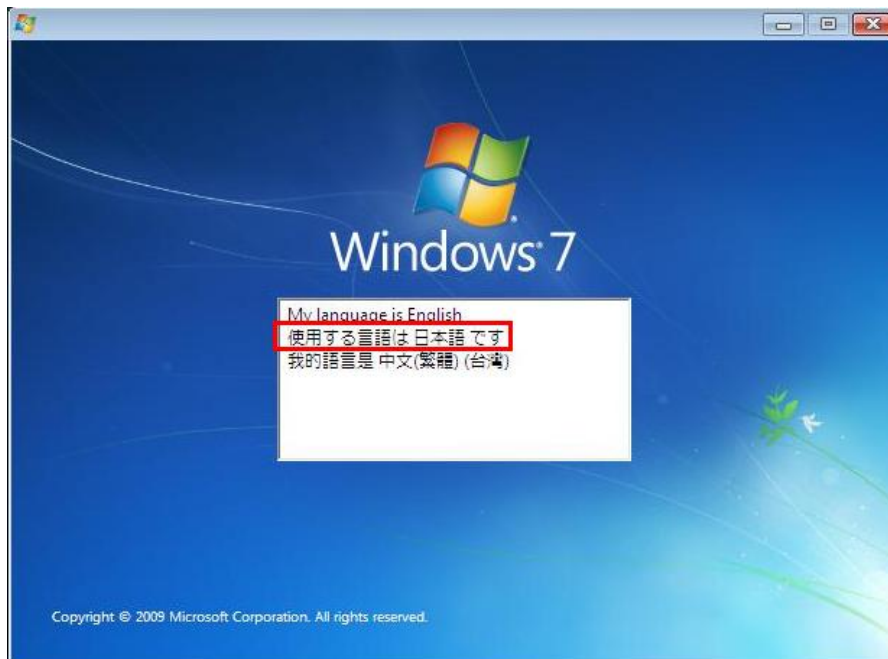 Windows® 7
My language is English
使用する言語は 日本語 です
我的語言是 中文(繁體) (台灣)
Copyright © 2009 Microsoft Corporation. All rights reserved.